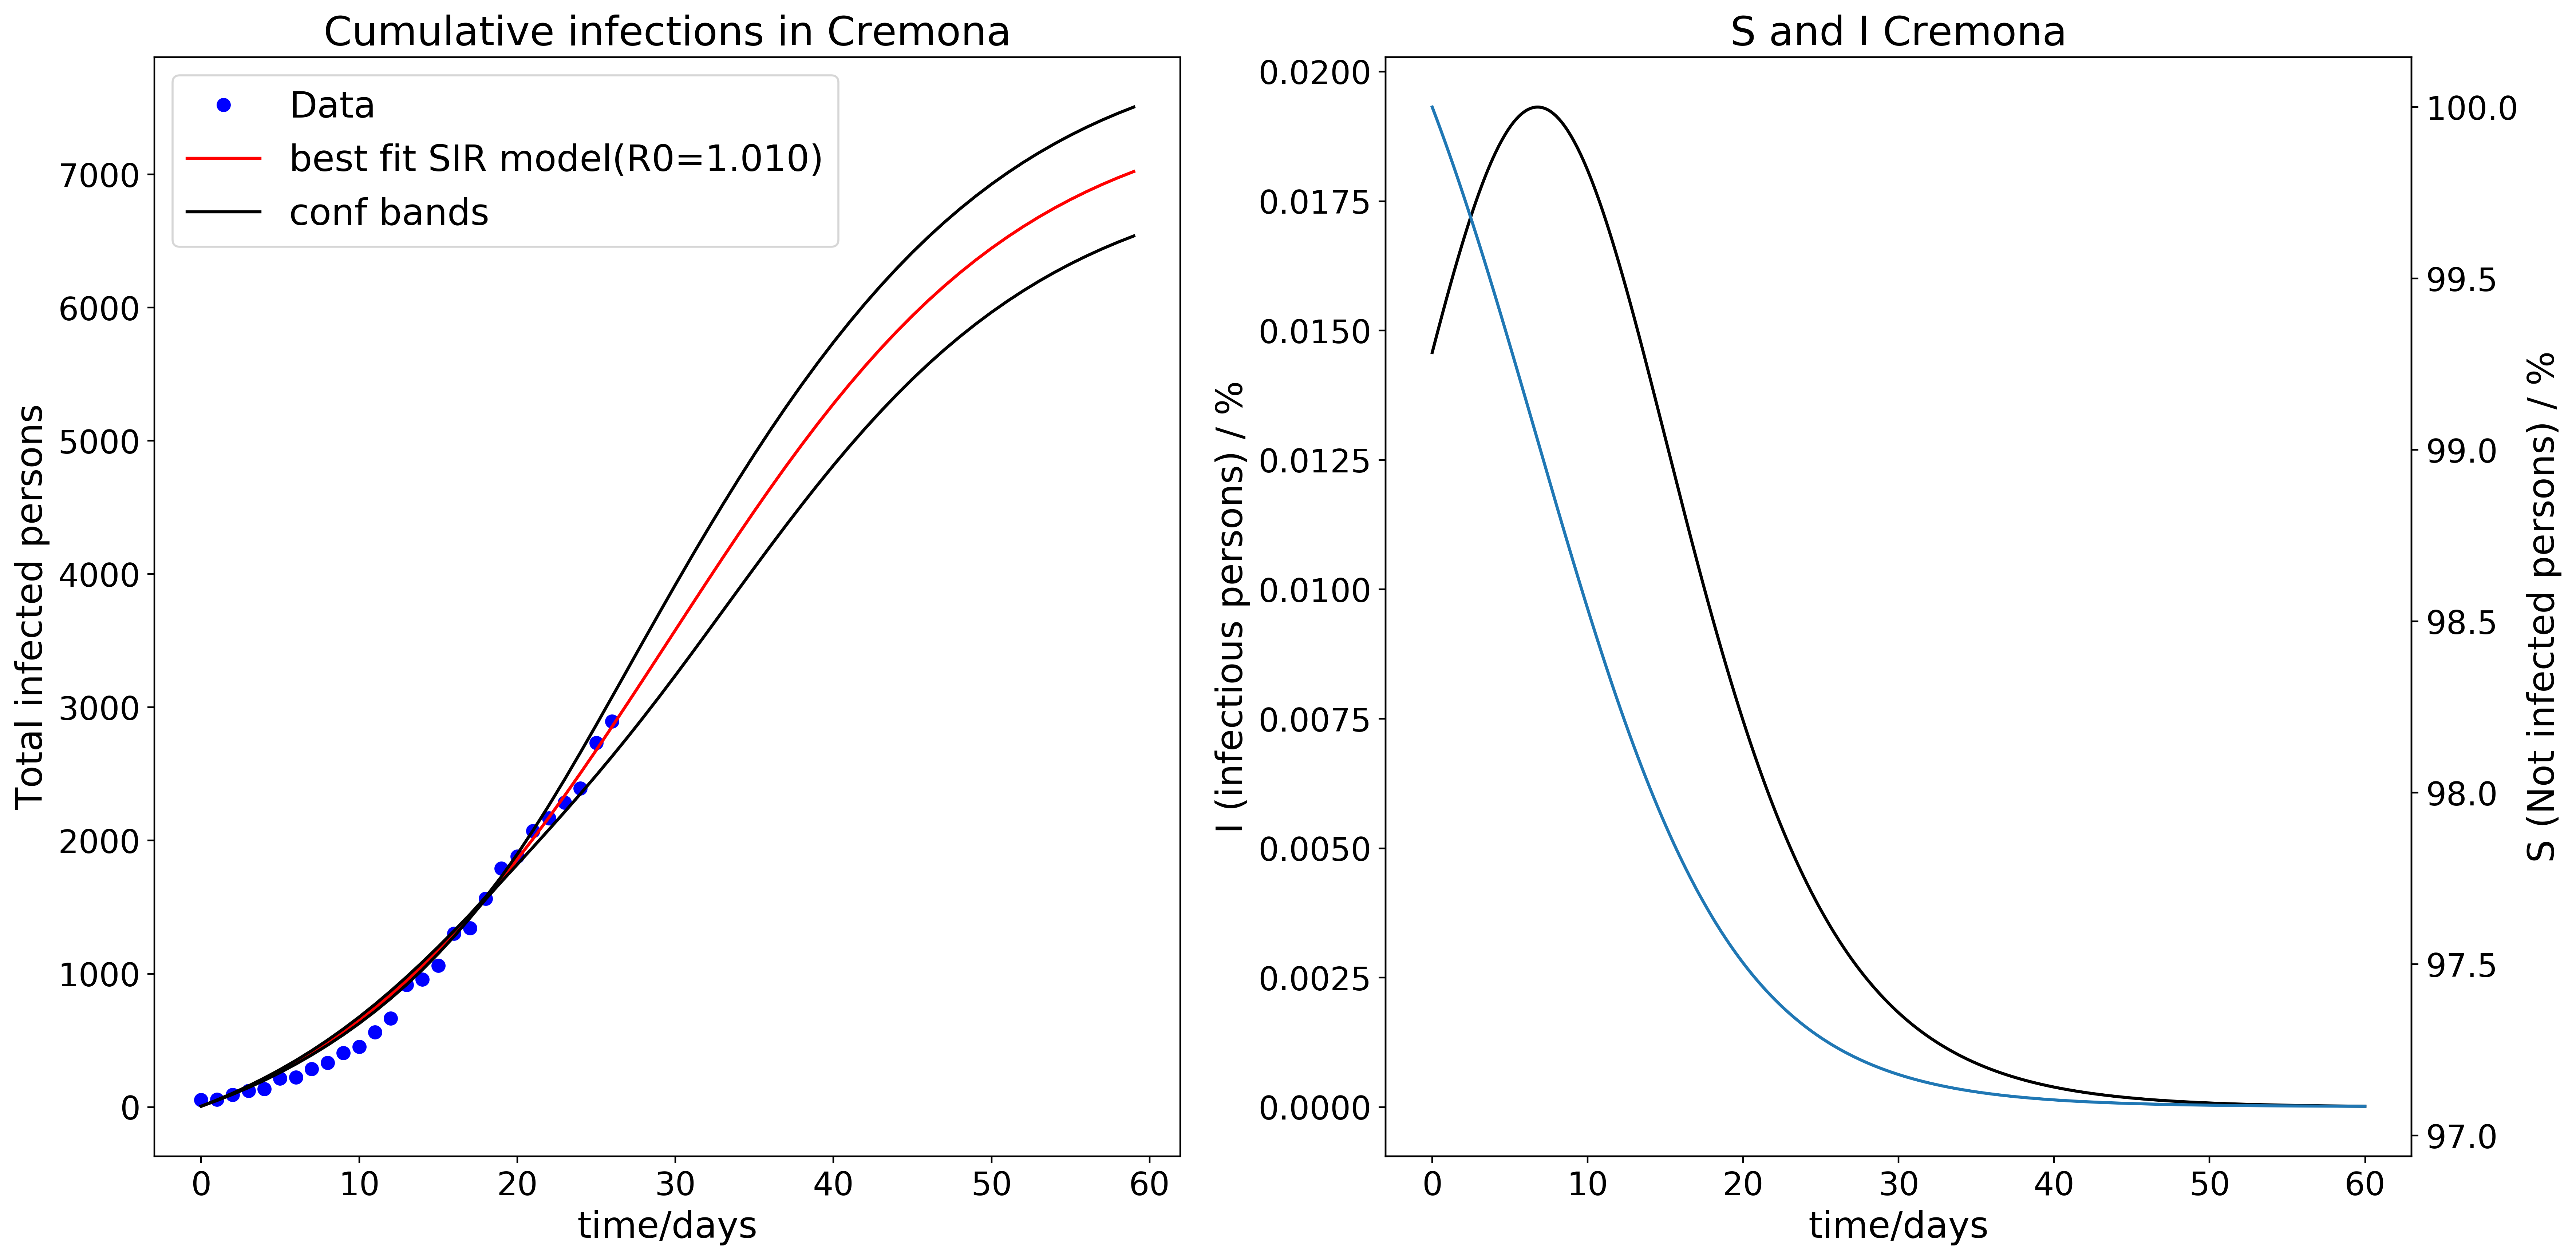 Cumulative infections in Cremona
Data
best fit SIR model(R0=1.010)
conf bands
Total infected persons
7000
6000
5000
4000
3000
2000
1000
0
0 10 20 30 40 50 60
time/days
S and I Cremona
I (infectious persons) / %
0.0200
0.0175
0.0150
0.0125
0.0100
0.0075
0.0050
0.0025
0.0000
100.0
99.5
99.0
98.5
98.0
97.5
97.0
S (Not infected persons) / %
0 10 20 30 40 50 60
time/days